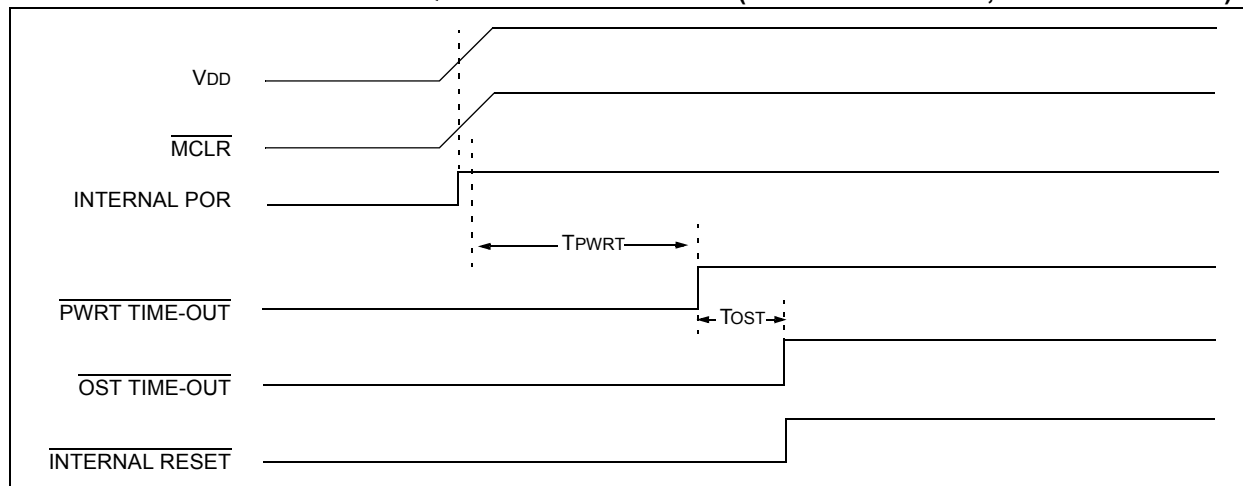 VDD
MCLR
INTERNAL POR
TPWRT
PWRT TIME-OUT
TOST
OST TIME-OUT
INTERNAL RESET